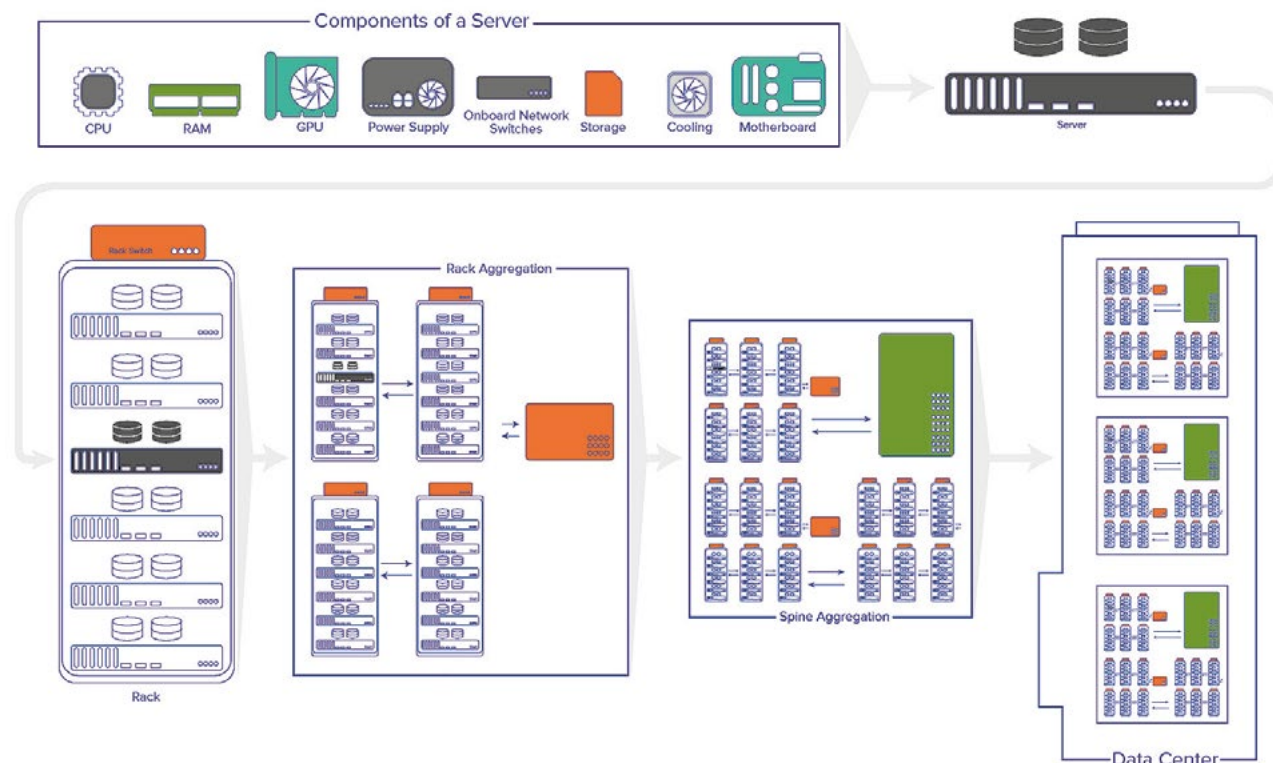 Components of a Server
CPU
RAM
GPU
Power Supply
Onboard Network
Switches
Storage
Cooling
Motherboard
Server
Rack Switch
Rack
Rack Aggregation
Spine Aggregation
Data Center